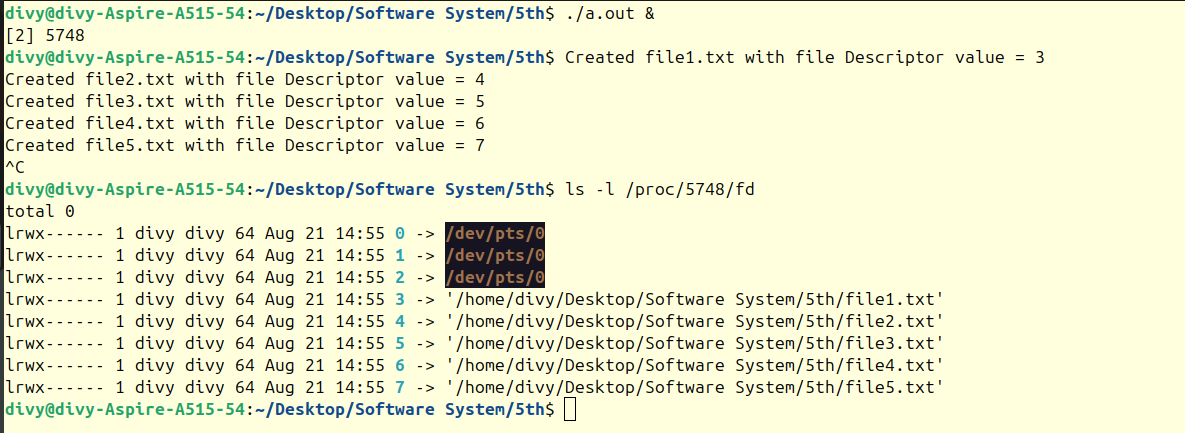 divy@divy-Aspire-A515-54:~/Desktop/Software System/5th$ ./a.out &
[2] 5748
divy@divy-Aspire-A515-54:~/Desktop/Software System/5th$ Created file1.txt with file Descriptor value = 3
Created file2.txt with file Descriptor value = 4
Created file3.txt with file Descriptor value = 5
Created file4.txt with file Descriptor value = 6
Created file5.txt with file Descriptor value = 7
^C
divy@divy-Aspire-A515-54:~/Desktop/Software System/5th$ ls -l /proc/5748/fd
total 0
lrwx------ 1 divy divy 64 Aug 21 14:55 0 -> /dev/pts/0
lrwx------ 1 divy divy 64 Aug 21 14:55 1 -> /dev/pts/0
lrwx------ 1 divy divy 64 Aug 21 14:55 2 -> /dev/pts/0
lrwx------ 1 divy divy 64 Aug 21 14:55 3 -> '/home/divy/Desktop/Software System/5th/file1.txt'
lrwx------ 1 divy divy 64 Aug 21 14:55 4 -> '/home/divy/Desktop/Software System/5th/file2.txt'
lrwx------ 1 divy divy 64 Aug 21 14:55 5 -> '/home/divy/Desktop/Software System/5th/file3.txt'
lrwx------ 1 divy divy 64 Aug 21 14:55 6 -> '/home/divy/Desktop/Software System/5th/file4.txt'
lrwx------ 1 divy divy 64 Aug 21 14:55 7 -> '/home/divy/Desktop/Software System/5th/file5.txt'
divy@divy-Aspire-A515-54:~/Desktop/Software System/5th$